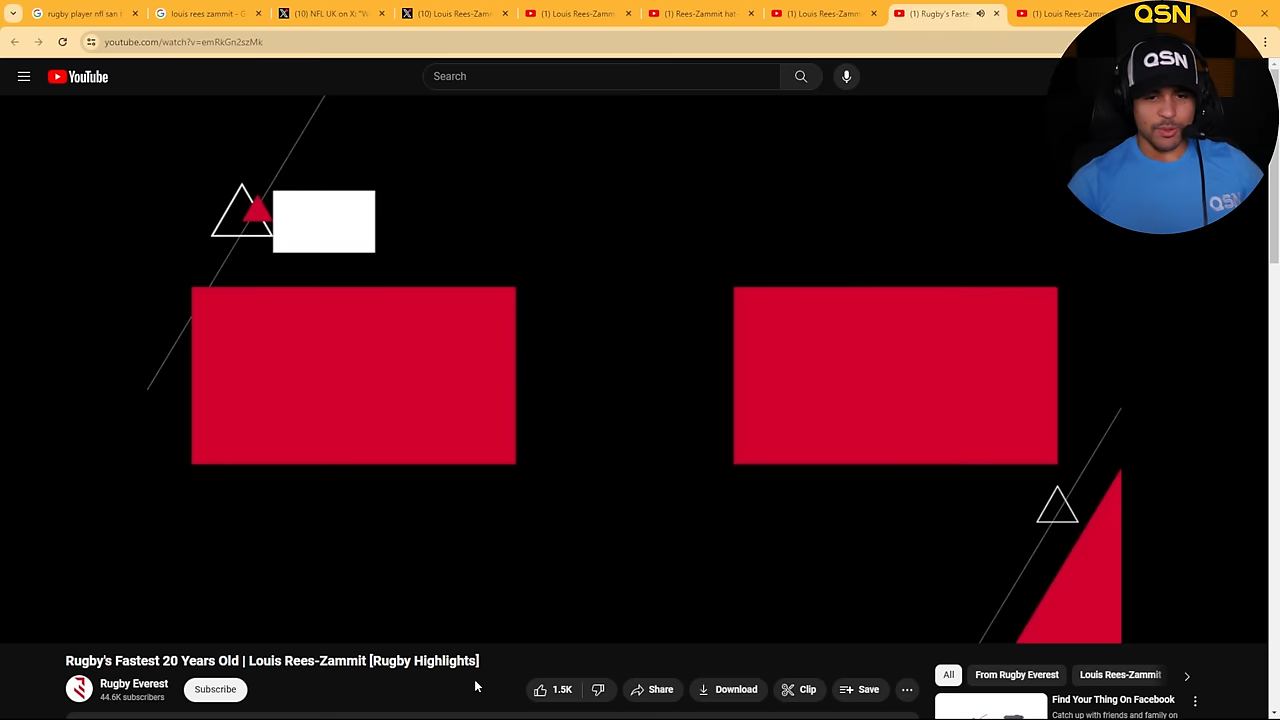 rugby player nfl san
louis rees zammit - G
(10) NFL UK on X: "W
(10) Louis Rees-Zam
(1) Louis Rees-Zamm
(1) Rees-Zammit hat
(1) Louis Rees-Zamm
(1) Rugby's Faste
(1) Louis Rees-Zamm
QSN
youtube.com/watch?v=emRkGn2szMk
YouTube
Search
QSN
QSN
Rugby's Fastest 20 Years Old | Louis Rees-Zammit [Rugby Highlights]
Rugby Everest
44.6K subscribers
Subscribe
1.5K
Share
Download
Clip
Save
All
From Rugby Everest
Louis Rees-Zammit
Find Your Thing On Facebook
Catch up with friends and family on